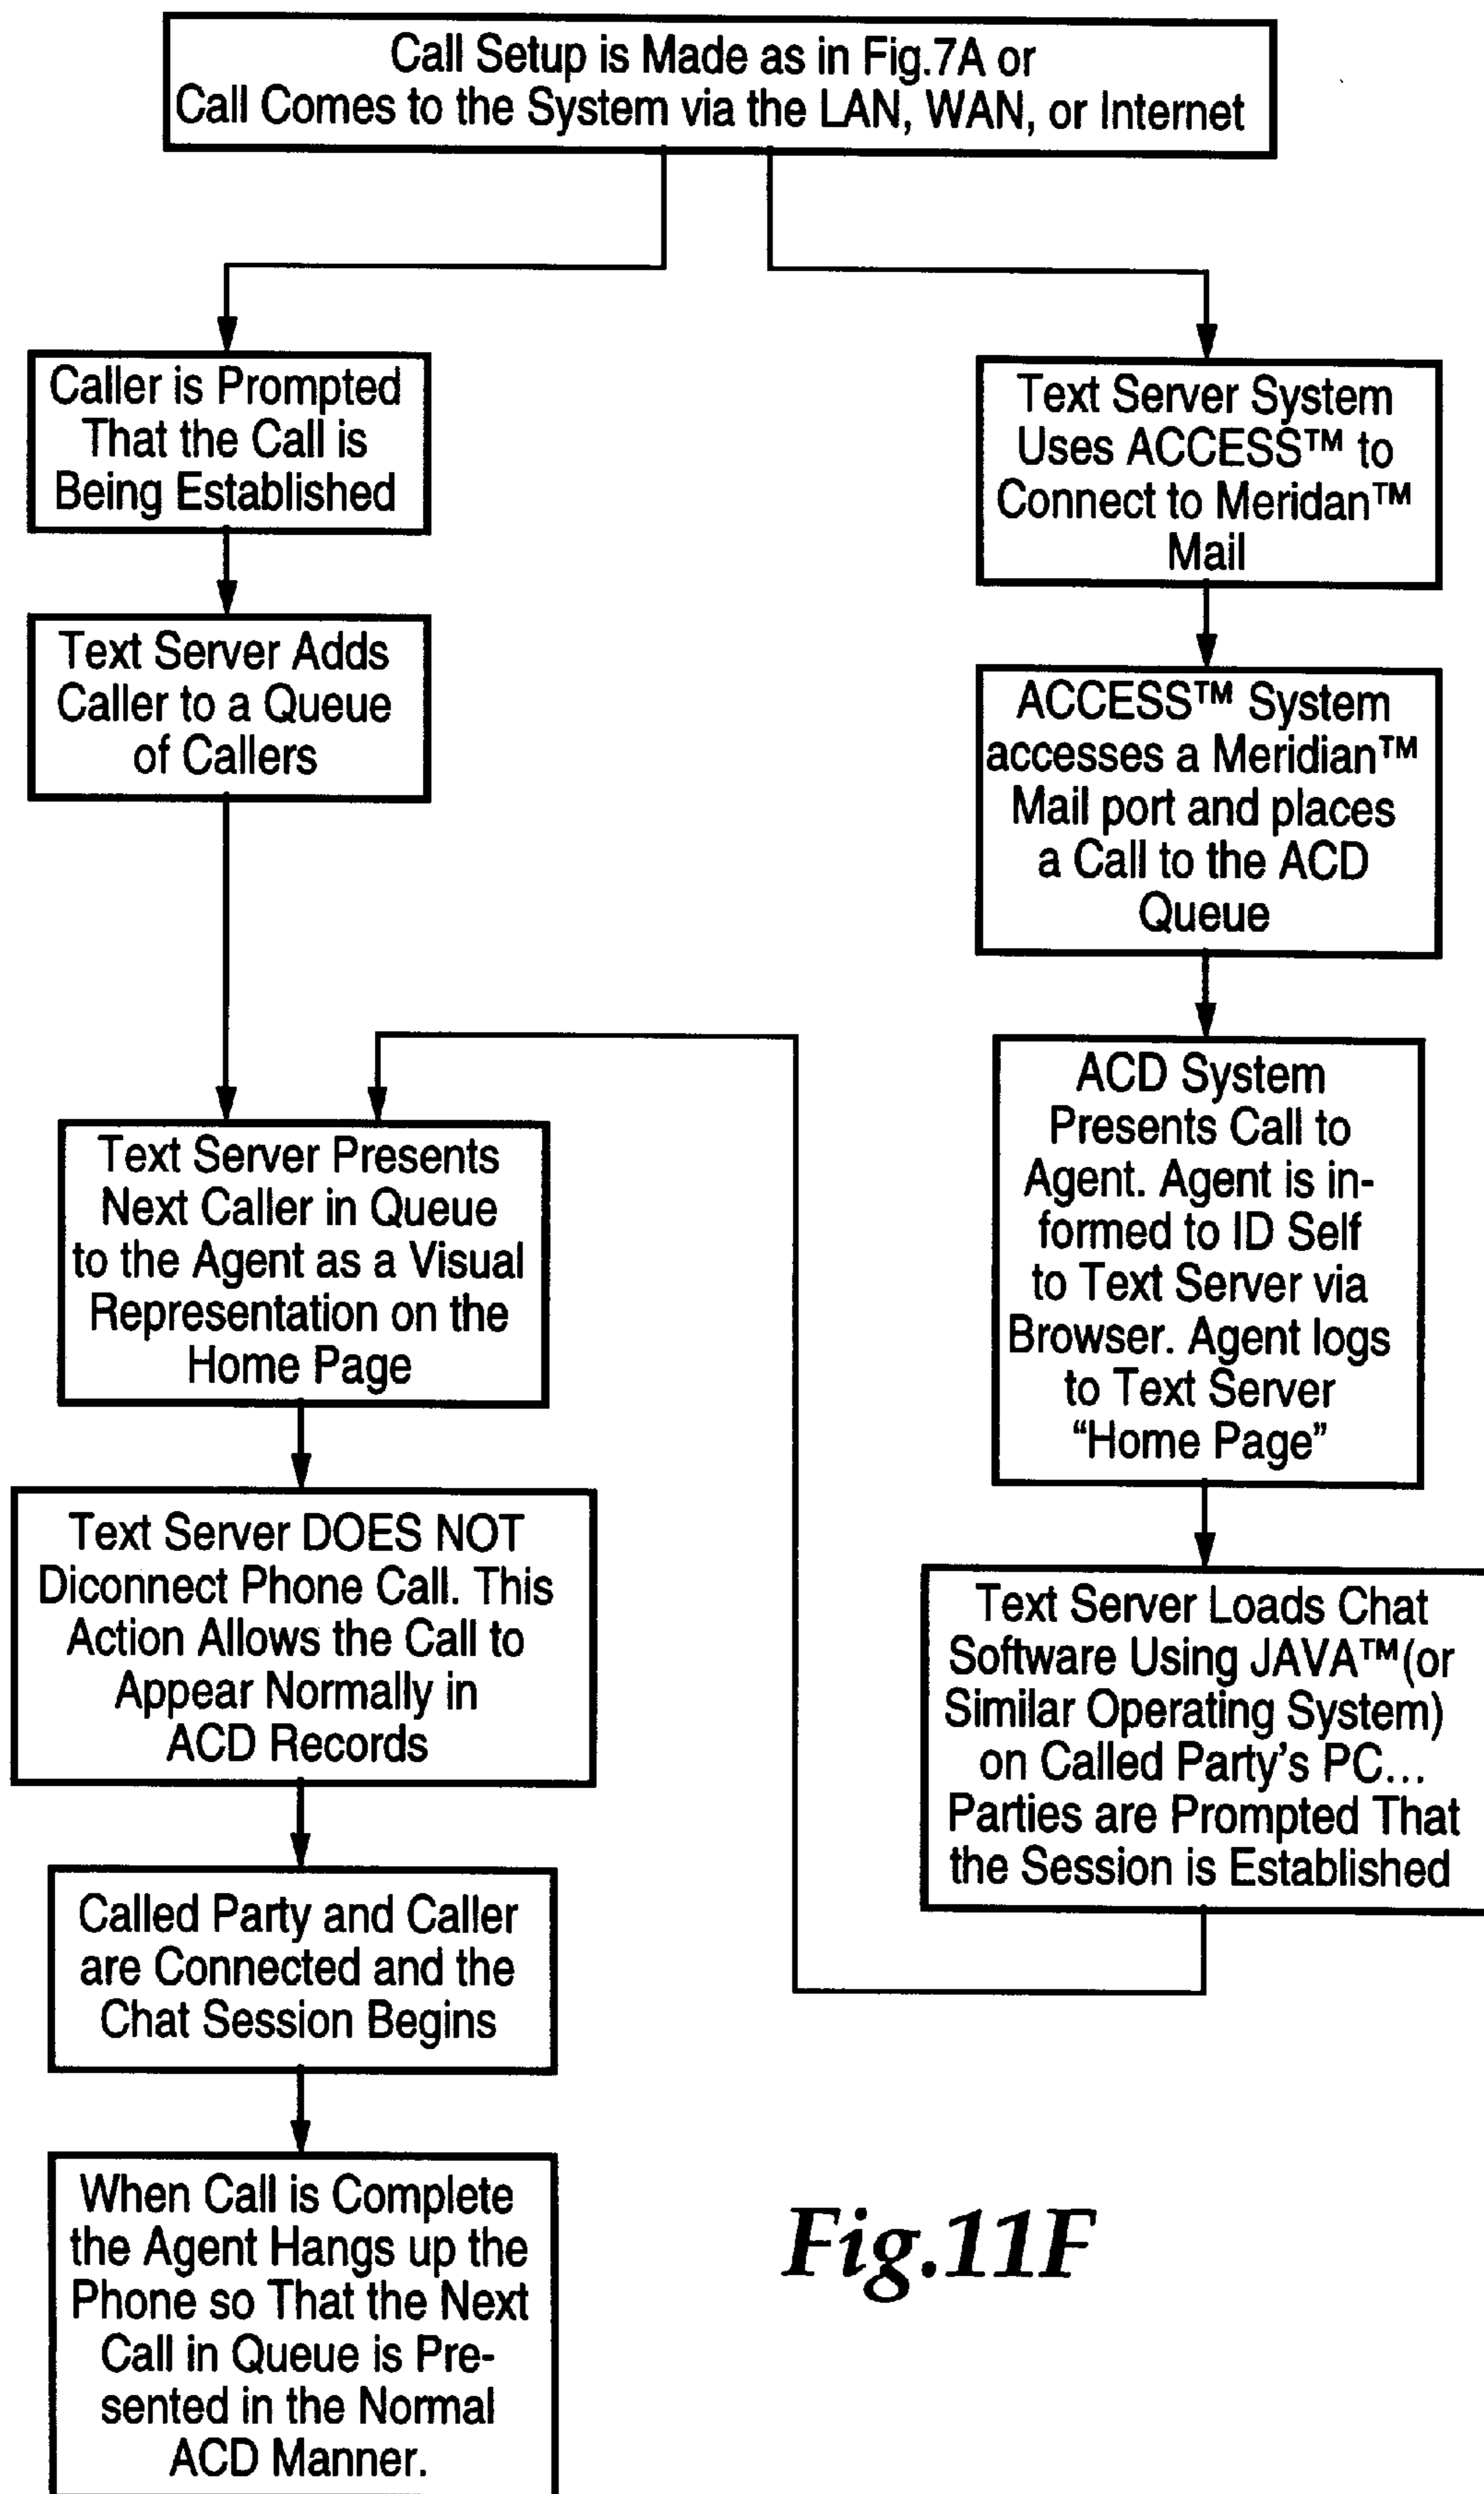 Call Setup is Made as in Fig.7A or
Call Comes to the System via the LAN, WAN, or Internet
Caller is Prompted
That the Call is
Being Established
Text Server Adds
Caller to a Queue
of Callers
Text Server System
Uses ACCESS™ to
Connect to Meridan™
Mail
ACCESS™ System
accesses a Meridian™
Mail port and places
a Call to the ACD
Queue
ACD System
Presents Call to
Agent. Agent is in-
formed to ID Self
to Text Server via
Browser. Agent logs
to Text Server
“Home Page”
Text Server Loads Chat
Software Using JAVA™(or
Similar Operating System)
on Called Party’s PC...
Parties are Prompted That
the Session is Established
Text Server Presents
Next Caller in Queue
to the Agent as a Visual
Representation on the
Home Page
Text Server DOES NOT
Diconnect Phone Call. This
Action Allows the Call to
Appear Normally in
ACD Records
Called Party and Caller
are Connected and the
Chat Session Begins
When Call is Complete
the Agent Hangs up the
Phone so That the Next
Call in Queue is Pre-
sented in the Normal
ACD Manner.
Fig.11F